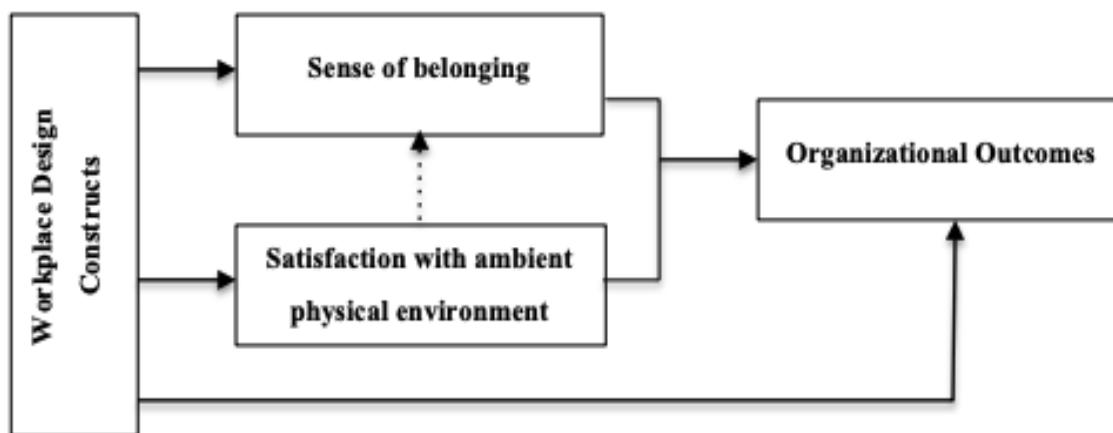 Workplace Design
Constructs
Sense of belonging
Satisfaction with ambient
physical environment
Organizational Outcomes